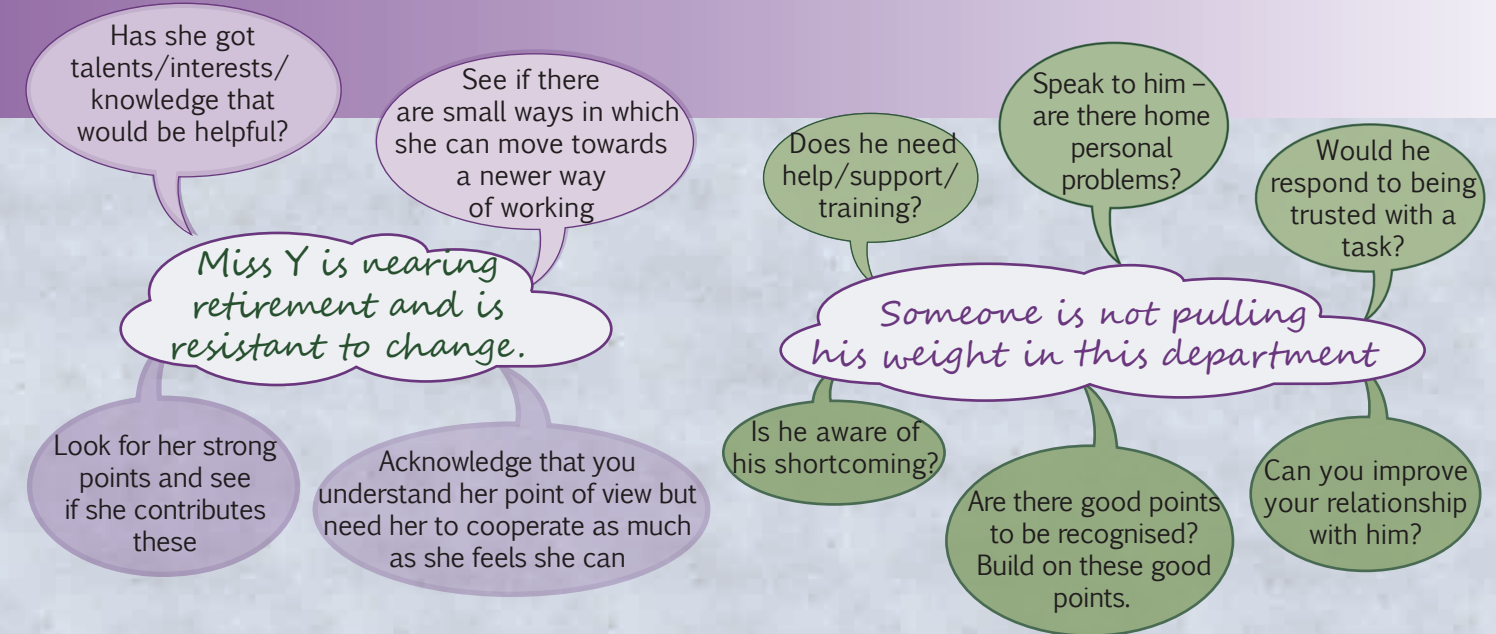 Has she got
talents/interests/
knowledge that
would be helpful?
See if there
are small ways in which
she can move towards
a newer way
of working
Miss Y is nearing
retirement and is
resistant to change.
Look for her strong
points and see
if she contributes
these
Acknowledge that you
understand her point of view but
need her to cooperate as much
as she feels she can
Does he need
help/support/
training?
Speak to him –
are there home
personal
problems?
Would he
respond to being
trusted with a
task?
Someone is not pulling
his weight in this department
Is he aware of
his shortcoming?
Are there good points
to be recognised?
Build on these good
points.
Can you improve
your relationship
with him?